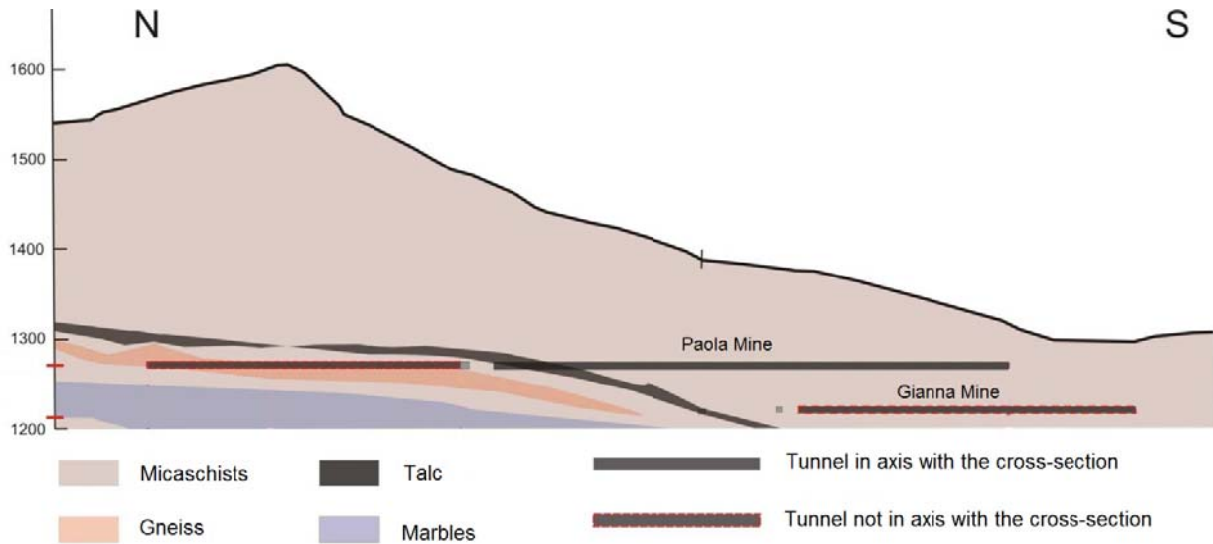 N
S
1600
1500
1400
1300
1200
Paola Mine
Gianna Mine
Micaschists
Talc
Tunnel in axis with the cross-section
Gneiss
Marbles
Tunnel not in axis with the cross-section